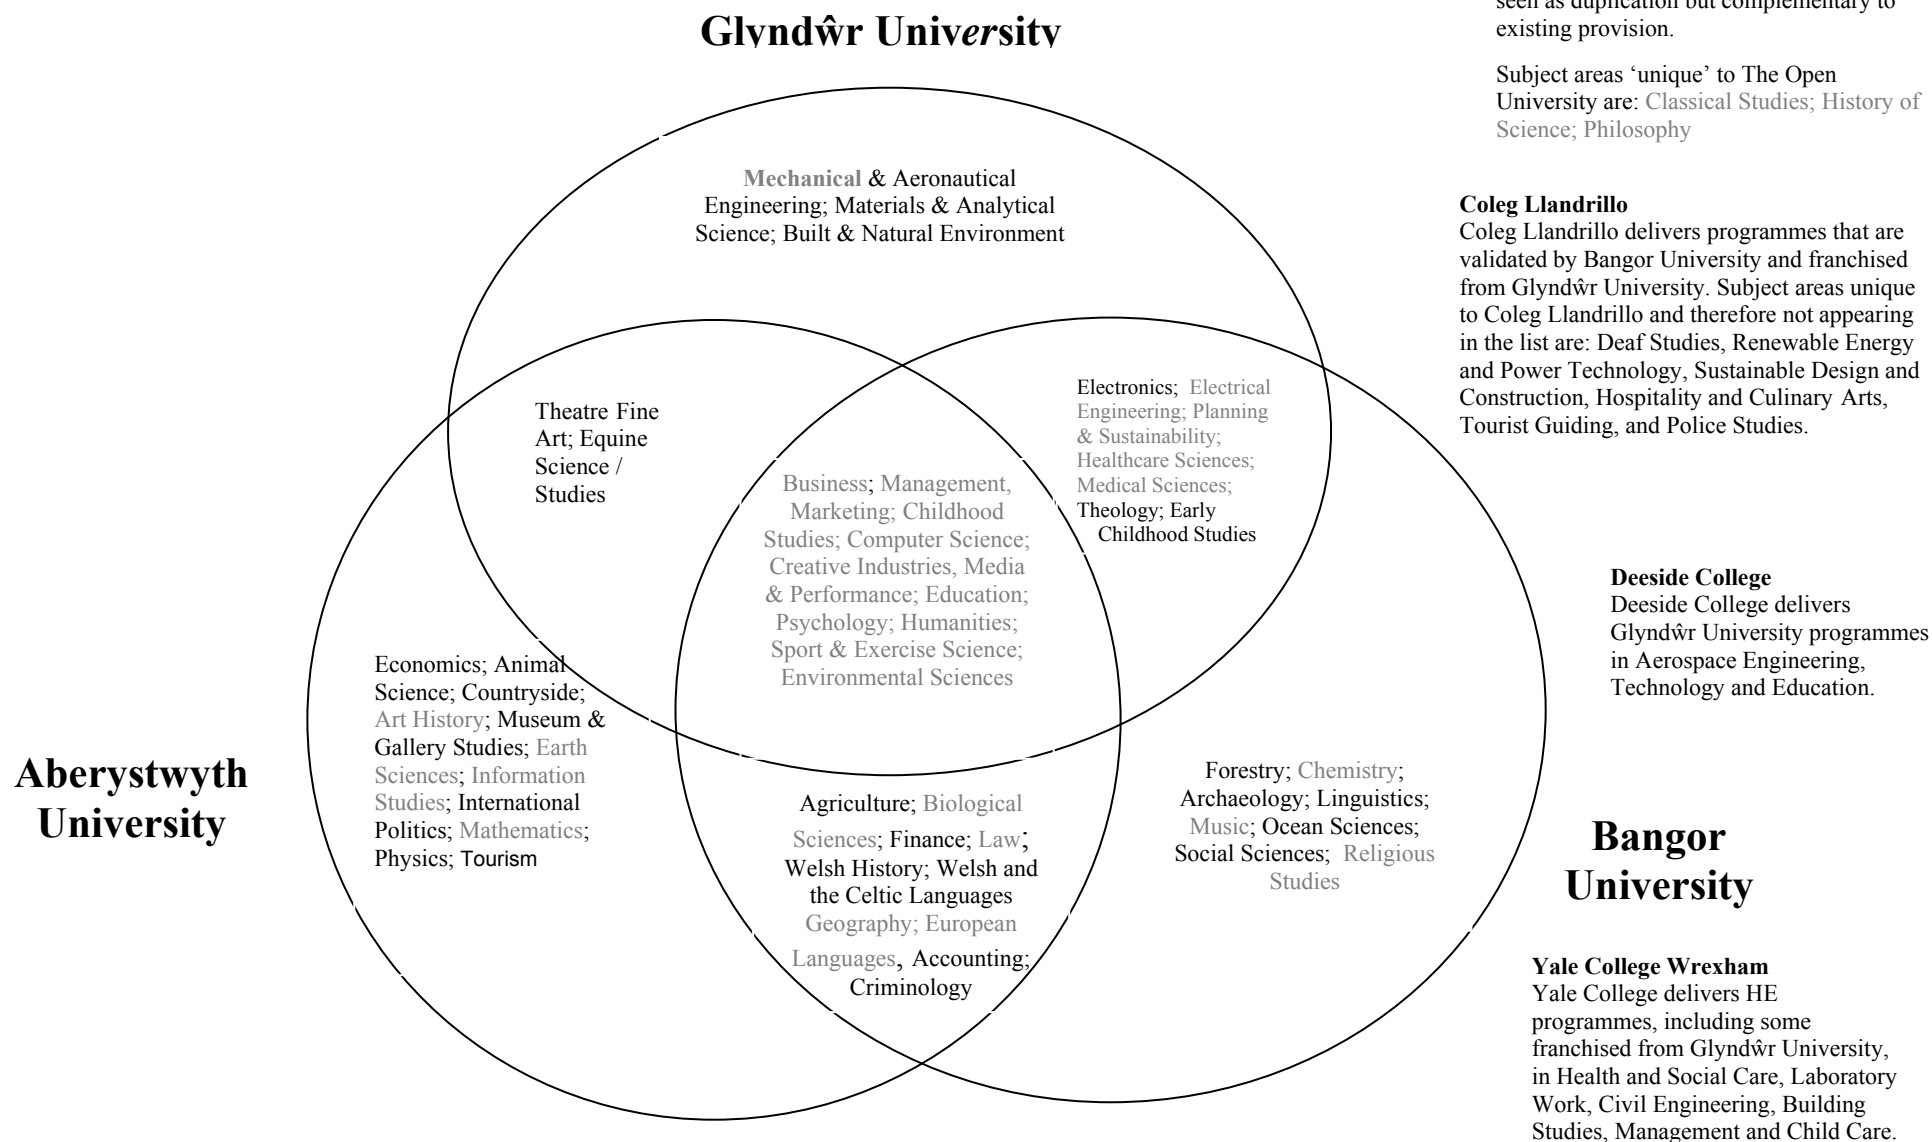 Glyndŵr University
seen as duplication but complementary to
existing provision.
Subject areas ‘unique’ to The Open
University are: Classical Studies; History of
Science; Philosophy
Mechanical & Aeronautical
Engineering; Materials & Analytical
Science; Built & Natural Environment
Coleg Llandrillo
Coleg Llandrillo delivers programmes that are
validated by Bangor University and franchised
from Glyndŵr University. Subject areas unique
to Coleg Llandrillo and therefore not appearing
in the list are: Deaf Studies, Renewable Energy
and Power Technology, Sustainable Design and
Construction, Hospitality and Culinary Arts,
Tourist Guiding, and Police Studies.
Theatre Fine
Art; Equine
Science /
Studies
Electronics; Electrical
Engineering; Planning
& Sustainability;
Healthcare Sciences;
Medical Sciences;
Theology; Early
Childhood Studies
Business; Management,
Marketing; Childhood
Studies; Computer Science;
Creative Industries, Media
& Performance; Education;
Psychology; Humanities;
Sport & Exercise Science;
Environmental Sciences
Deeside College
Deeside College delivers
Glyndŵr University programmes
in Aerospace Engineering,
Technology and Education.
Economics; Animal
Science; Countryside;
Art History; Museum &
Gallery Studies; Earth
Sciences; Information
Studies; International
Politics; Mathematics;
Physics; Tourism
Aberystwyth
University
Agriculture; Biological
Sciences; Finance; Law;
Welsh History; Welsh and
the Celtic Languages
Geography; European
Languages, Accounting;
Criminology
Forestry; Chemistry;
Archaeology; Linguistics;
Music; Ocean Sciences;
Social Sciences; Religious
Studies
Bangor
University
Yale College Wrexham
Yale College delivers HE
programmes, including some
franchised from Glyndŵr University,
in Health and Social Care, Laboratory
Work, Civil Engineering, Building
Studies, Management and Child Care.